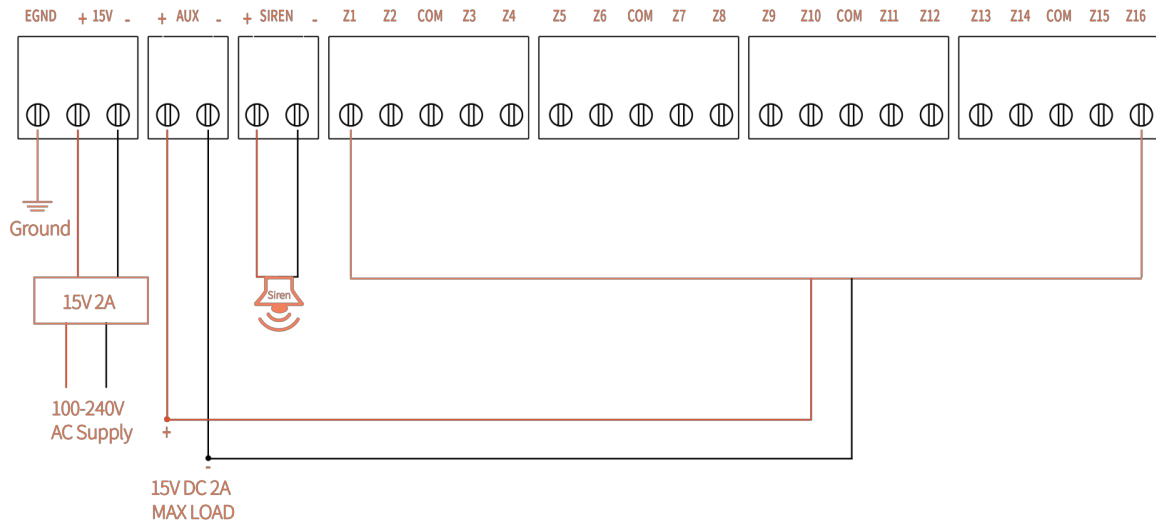 EGND + 15V - + AUX - + SIREN - Z1 Z2 COM Z3 Z4 Z5 Z6 COM Z7 Z8 Z9 Z10 COM Z11 Z12 Z13 Z14 COM Z15 Z16
Ground
15V 2A
Siren
100-240V
AC Supply
+
-
15V DC 2A
MAX LOAD